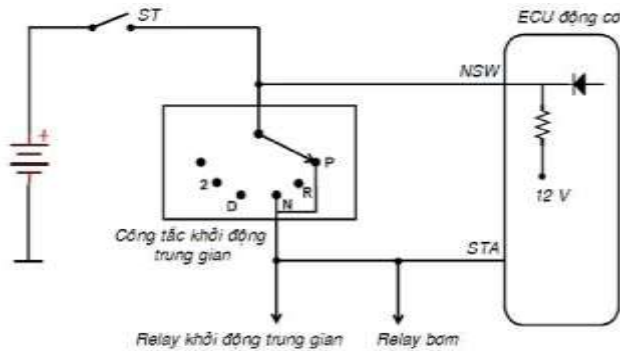 ECU động cơ
ST
NSW
+
P
R
2
D
N
12 V
Công tắc khởi động
trung gian
STA
Relay khởi động trung gian
Relay bơm